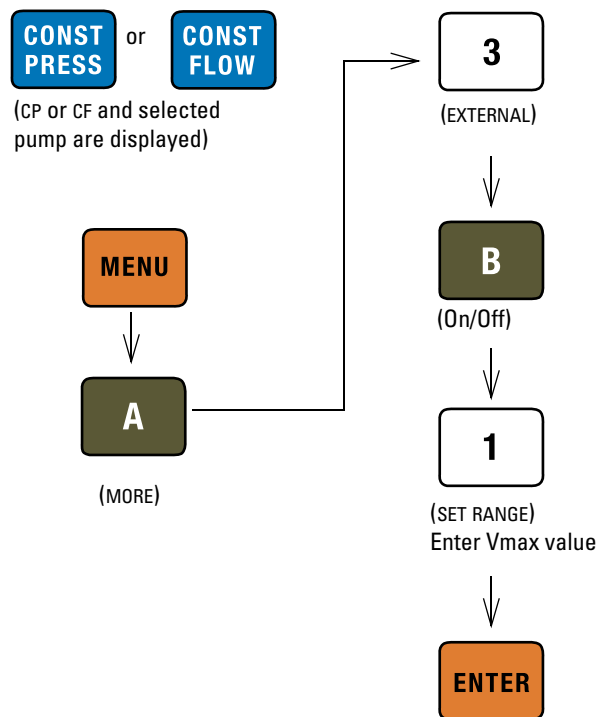 CONST
PRESS
or
CONST
FLOW
(CP or CF and selected
pump are displayed)
MENU
A
(MORE)
3
(EXTERNAL)
B
(On/Off)
1
(SET RANGE)
Enter Vmax value
ENTER